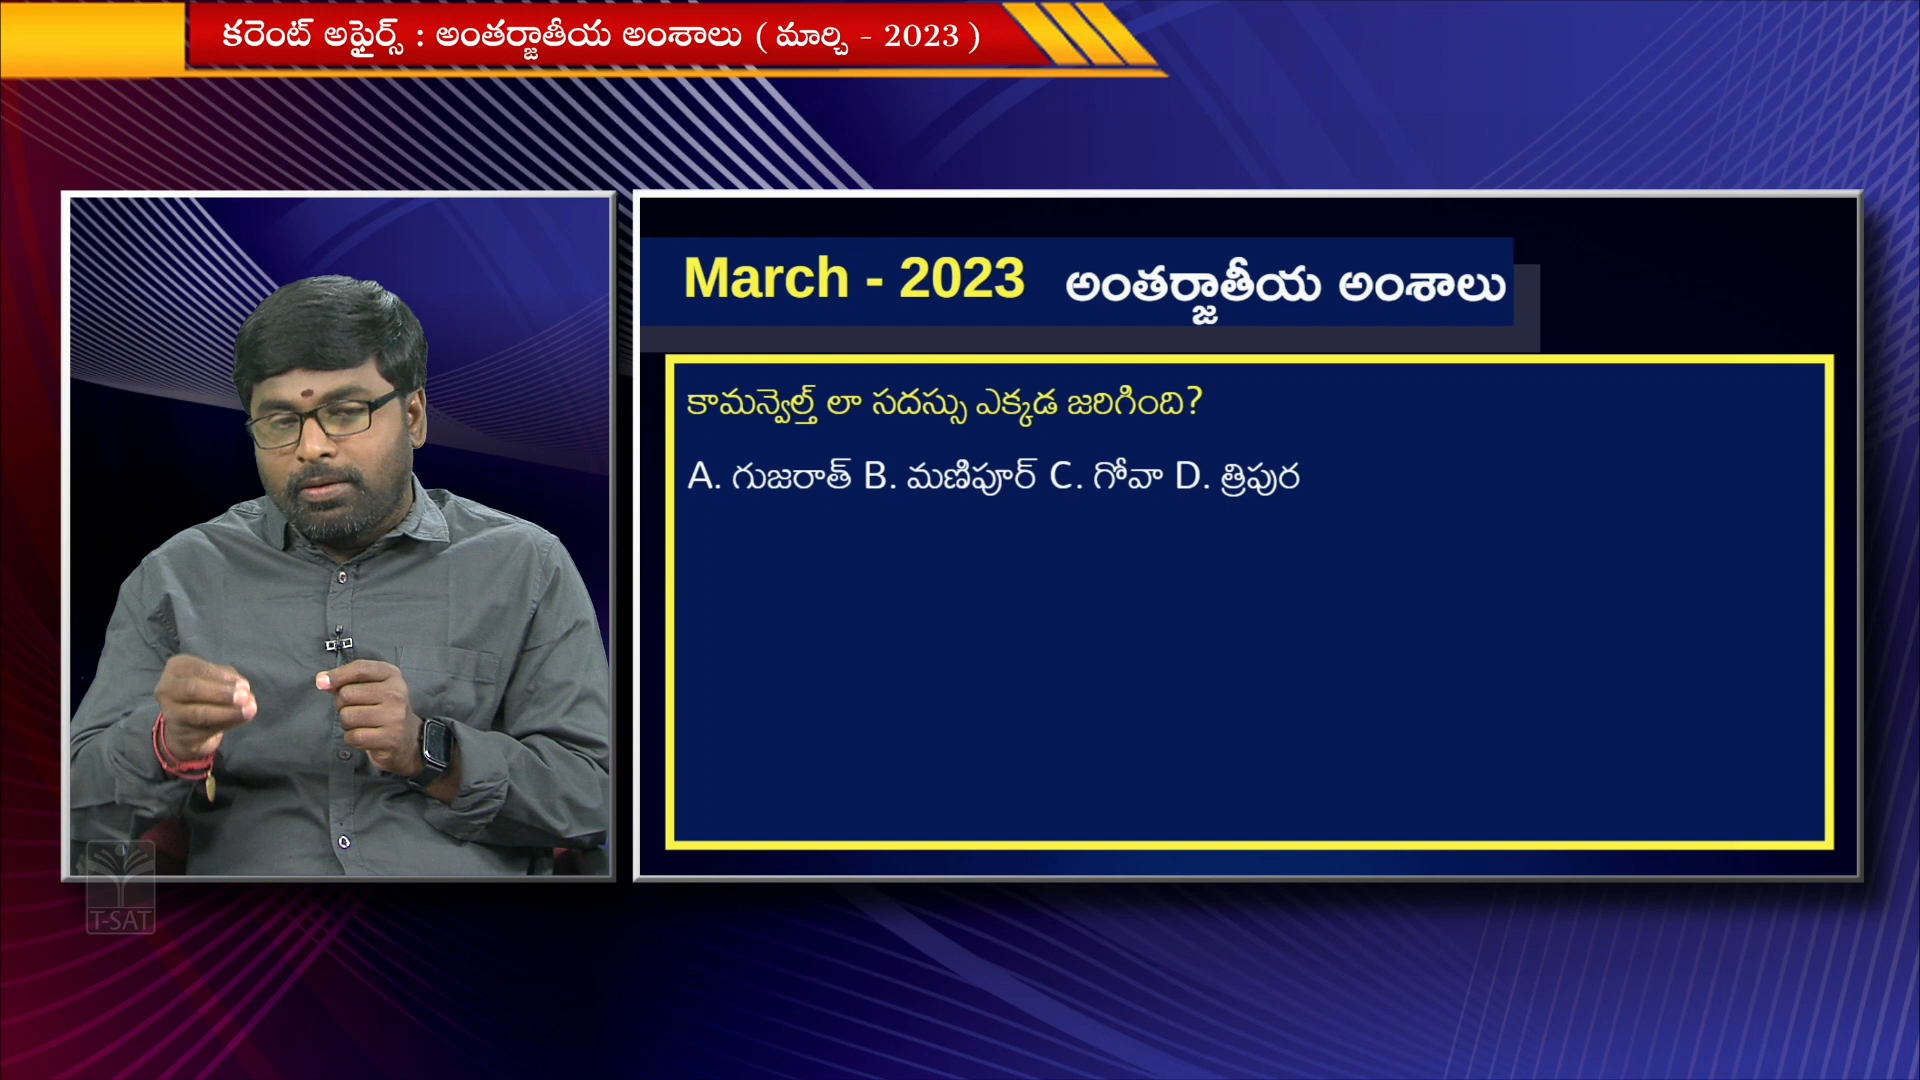 కరెంట్ అఫైర్స్ : అంతర్జాతీయ అంశాలు ( మార్చి - 2023 )
March - 2023 అంతర్జాతీయ అంశాలు
కామన్వెల్త్ లా సదస్సు ఎక్కడ జరిగింది?
A. గుజరాత్ B. మణిపూర్ C. గోవా D. త్రిపుర
T-SAT